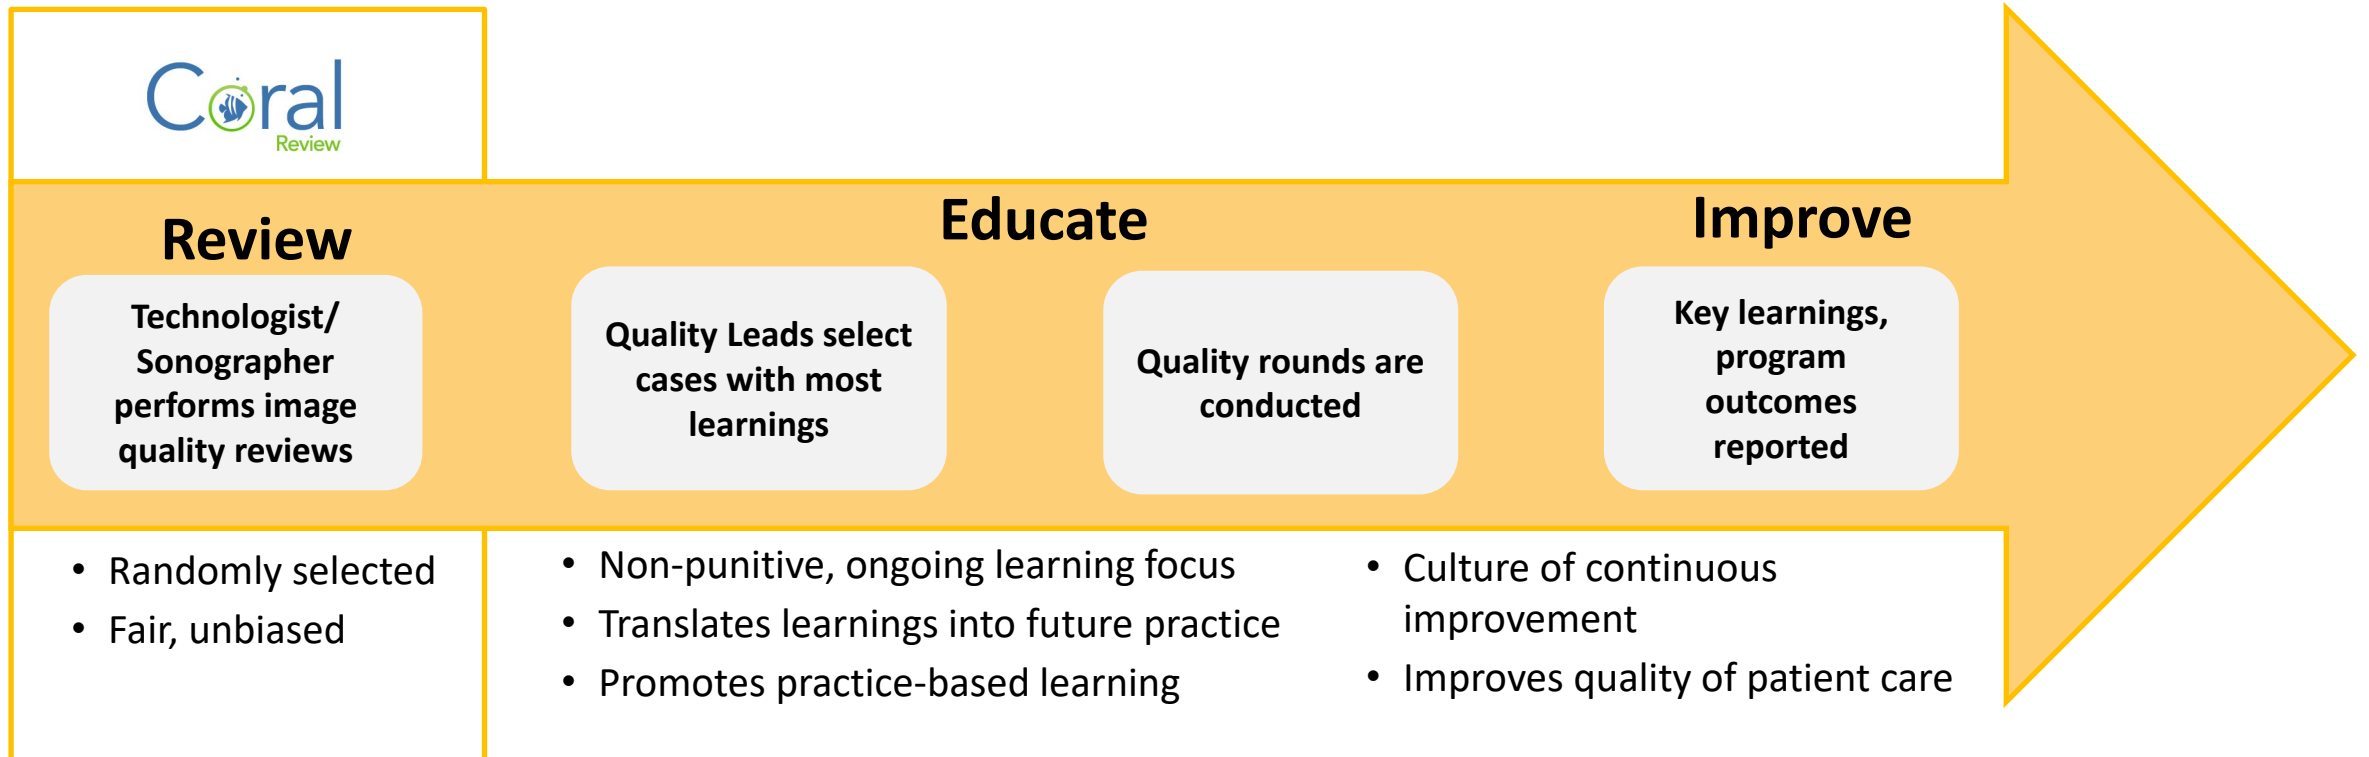 Coral
Review
Review
Technologist/
Sonographer
performs image
quality reviews
• Randomly selected
• Fair, unbiased
Educate
Quality Leads select
cases with most
learnings
Quality rounds are
conducted
• Non-punitive, ongoing learning focus
• Translates learnings into future practice
• Promotes practice-based learning
Improve
Key learnings,
program
outcomes
reported
• Culture of continuous
improvement
• Improves quality of patient care